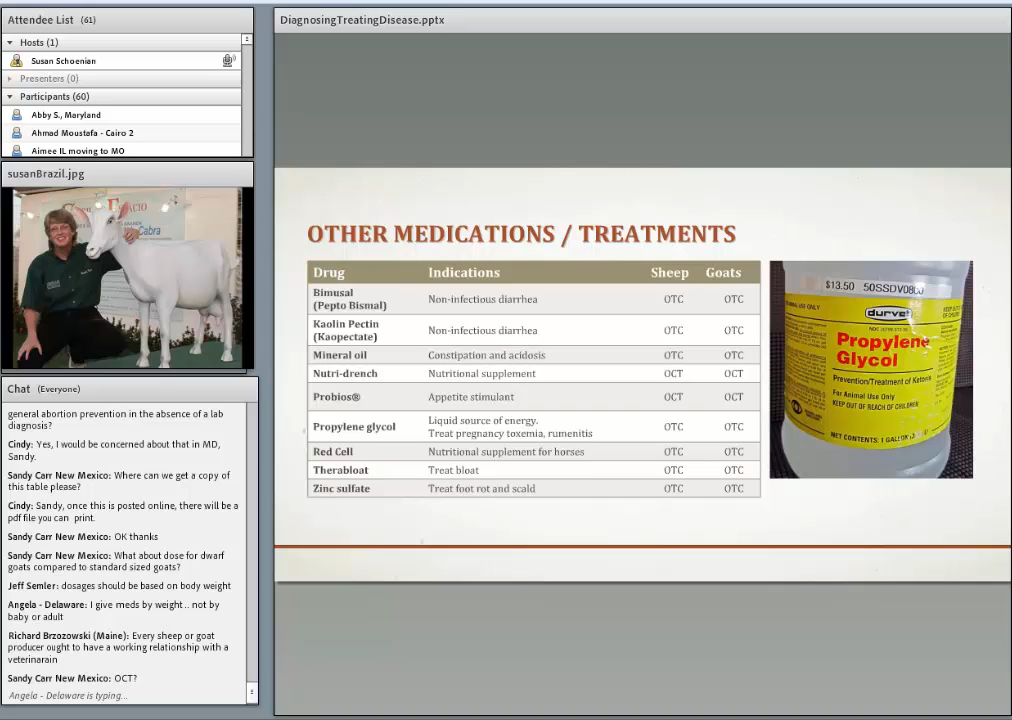 Attendee List (61)
Hosts (1)
Susan Schoenian
Presenters (0)
Participants (60)
Abby S., Maryland
Ahmad Moustafa - Cairo 2
Aimee IL moving to MO
susanBrazil.jpg
Cabra
Chat (Everyone)
general abortion prevention in the absence of a lab
diagnosis?
Cindy: Yes, I would be concerned about that in MD,
Sandy.
Sandy Carr New Mexico: Where can we get a copy of
this table please?
Cindy: Sandy, once this is posted online, there will be a
pdf file you can print.
Sandy Carr New Mexico: OK thanks
Sandy Carr New Mexico: What about dose for dwarf
goats compared to standard sized goats?
Jeff Semler: dosages should be based on body weight
Angela - Delaware: I give meds by weight.. not by
baby or adult
Richard Brzozowski (Maine): Every sheep or goat
producer ought to have a working relationship with a
veterinarain
Sandy Carr New Mexico: OCT?
Angela - Delaware is typing...
DiagnosingTreatingDisease.pptx
OTHER MEDICATIONS / TREATMENTS
Drug Indications Sheep Goats
Bimusal
(Pepto Bismal) Non-infectious diarrhea OTC OTC
Kaolin Pectin
(Kaopectate) Non-infectious diarrhea OTC OTC
Mineral oil Constipation and acidosis OTC OTC
Nutri-drench Nutritional supplement OCT OCT
Probios® Appetite stimulant OCT OCT
Propylene glycol Liquid source of energy.
Treat pregnancy toxemia, rumenitis OTC OTC
Red Cell Nutritional supplement for horses OTC OTC
Therabloat Treat bloat OTC OTC
Zinc sulfate Treat foot rot and scald OTC OTC
$13.50 50SSDV0800
durvet
Propylene
Glycol
Prevention/Treatment of Ketosis
For Animal Use Only
KEEP OUT OF REACH OF CHILDREN
NET CONTENTS: 1 GALLON